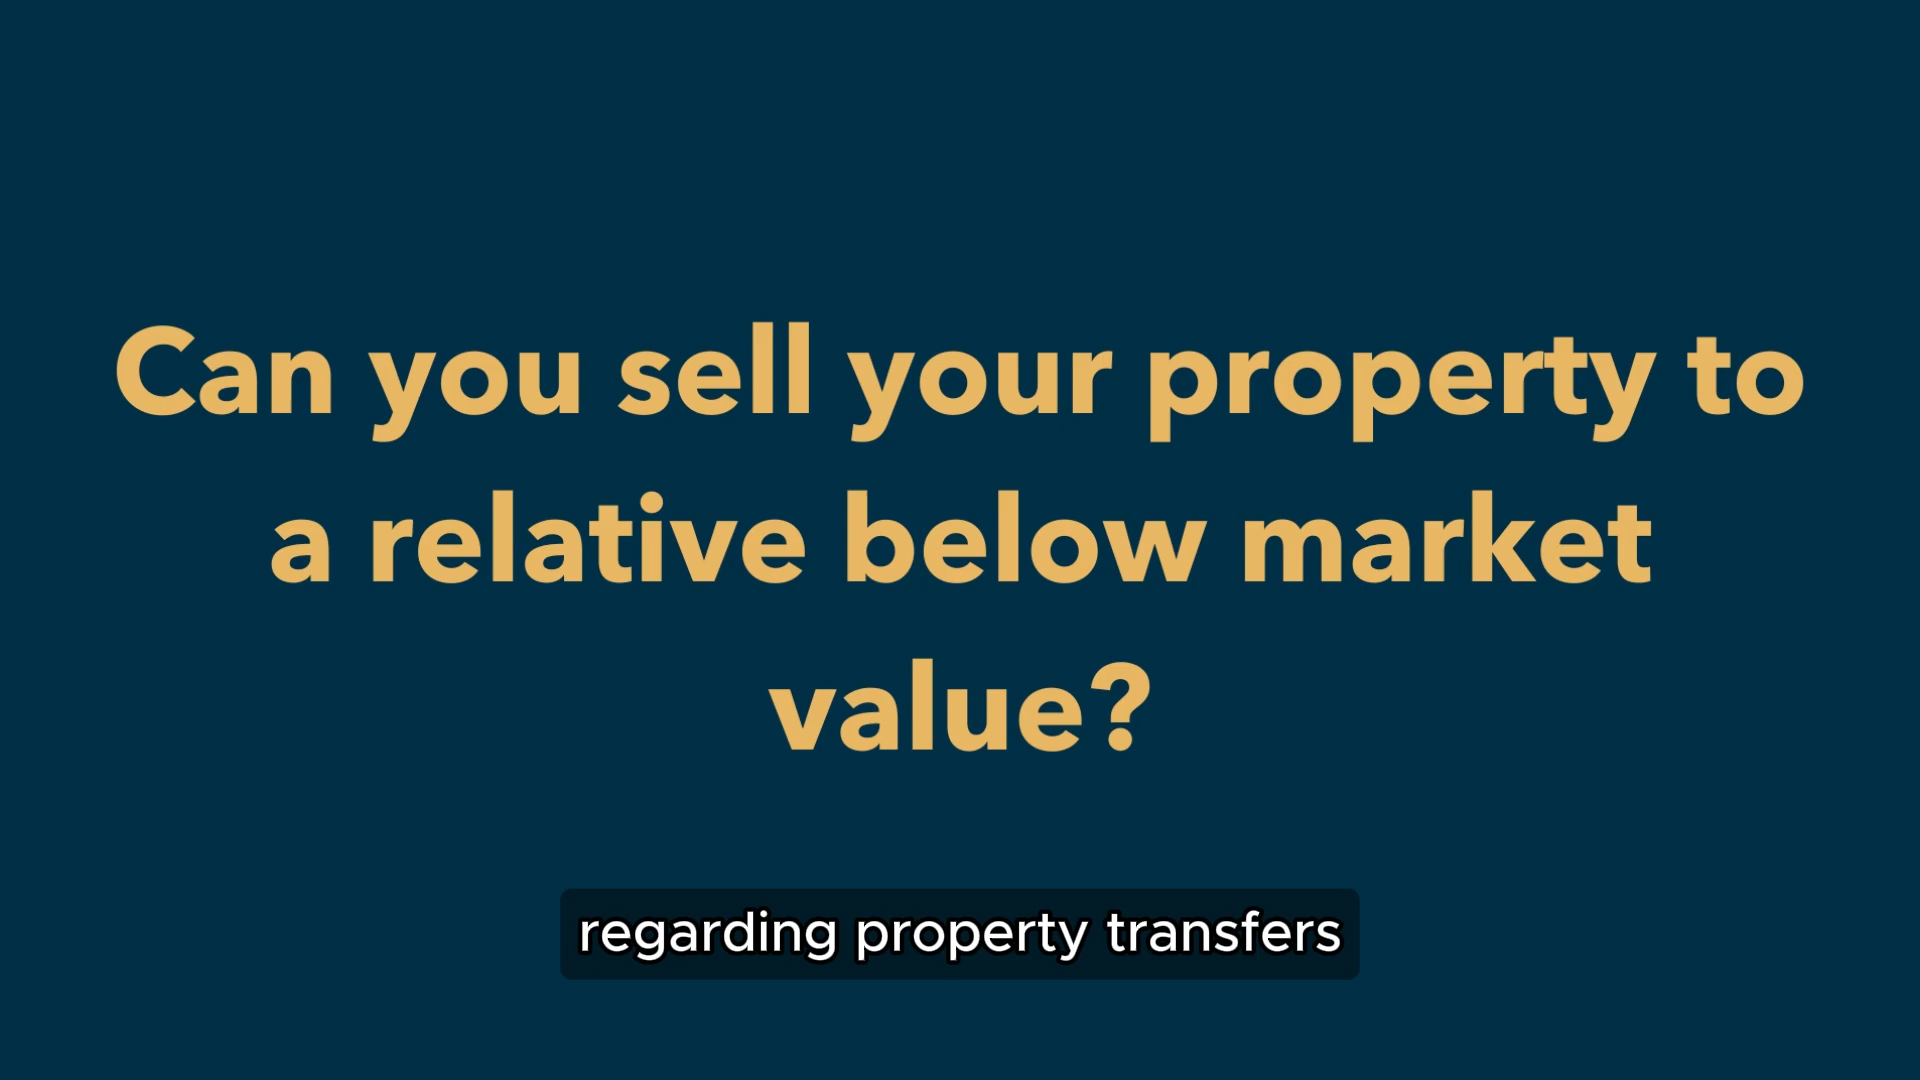 Can you sell your property to
a relative below market
value?
regarding property transfers